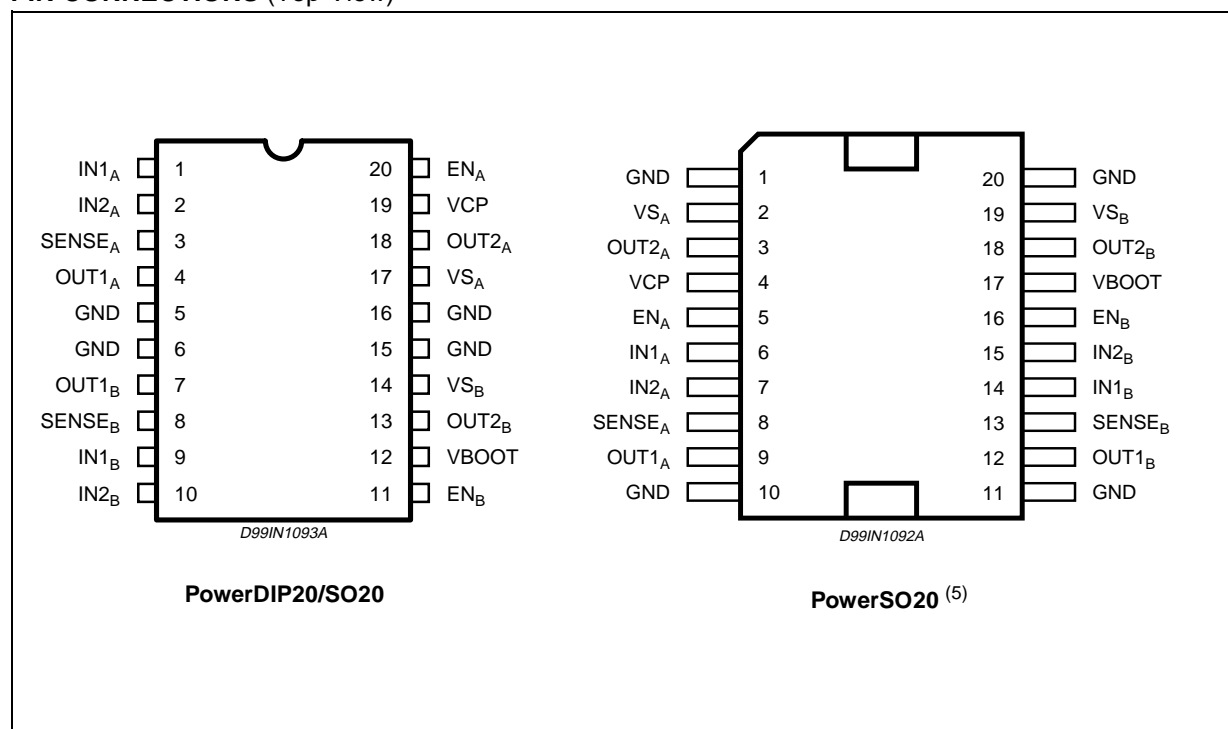 PIN CONNECTIONS (Top View)
IN1A 1 20 ENA
IN2A 2 19 VCP
SENSEA 3 18 OUT2A
OUT1A 4 17 VSA
GND 5 16 GND
GND 6 15 GND
OUT1B 7 14 VSB
SENSEB 8 13 OUT2B
IN1B 9 12 VBOOT
IN2B 10 11 ENB
D99IN1093A
PowerDIP20/SO20
GND 1 20 GND
VSA 2 19 VSB
OUT2A 3 18 OUT2B
VCP 4 17 VBOOT
ENA 5 16 ENB
IN1A 6 15 IN2B
IN2A 7 14 IN1B
SENSEA 8 13 SENSEB
OUT1A 9 12 OUT1B
GND 10 11 GND
D99IN1092A
PowerSO20 (5)